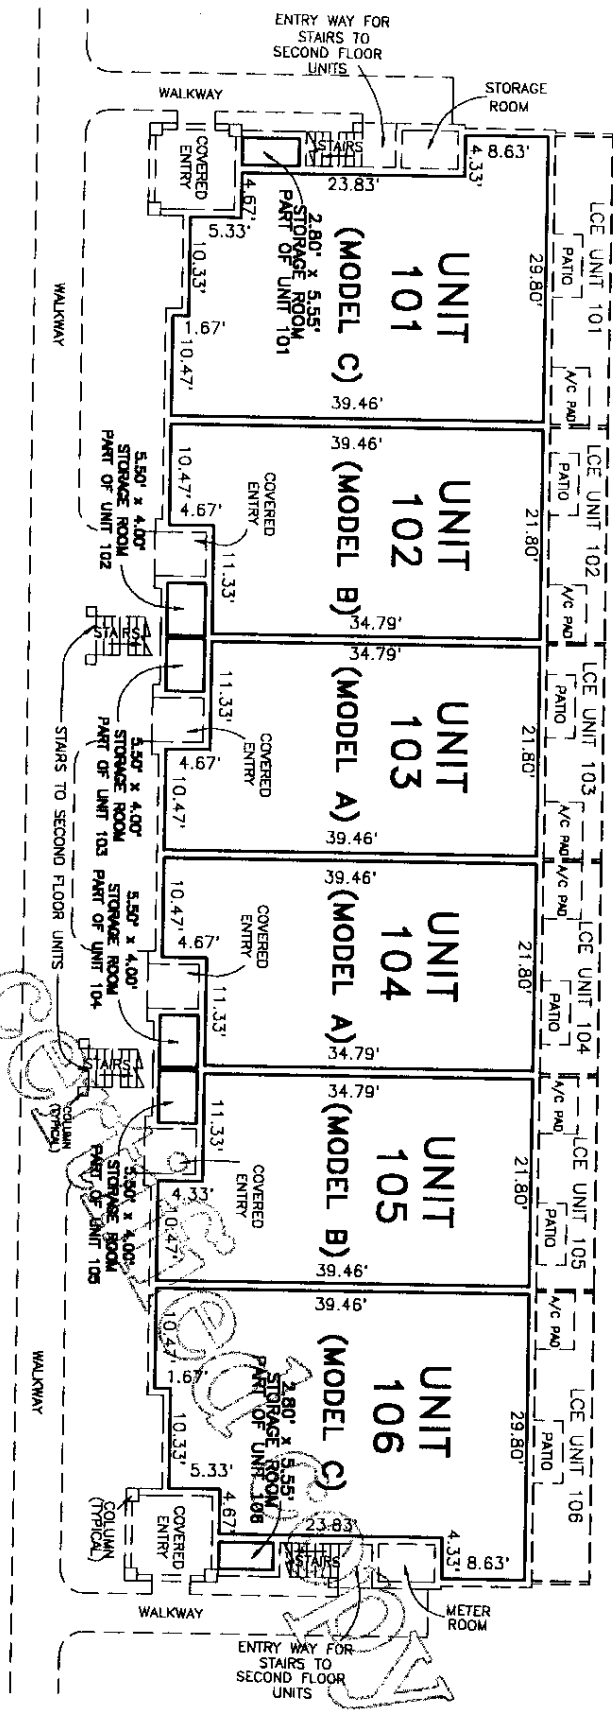 ENTRY WAY FOR
STAIRS TO
SECOND FLOOR
UNITS
STORAGE
ROOM
WALKWAY
STAIRS
COVERED
ENTRY
8.63'
4.33'
23.83'
4.67'
5.33'
10.33'
1.67'
10.47'
29.80'
39.46'
2.80' x 5.55'
STORAGE ROOM
PART OF UNIT 101
UNIT
101
(MODEL C)
LCE UNIT 101
PATIO
A/C PAD
WALKWAY
39.46'
10.47'
4.67'
COVERED
ENTRY
11.33'
21.80'
34.79'
UNIT
102
(MODEL B)
LCE UNIT 102
PATIO
A/C PAD
5.50' x 4.00'
STORAGE ROOM
PART OF UNIT 102
STAIRS
34.79'
11.33'
4.67'
COVERED
ENTRY
10.47'
21.80'
39.46'
UNIT
103
(MODEL A)
LCE UNIT 103
PATIO
A/C PAD
5.50' x 4.00'
STORAGE ROOM
PART OF UNIT 103
STAIRS TO SECOND FLOOR UNITS
39.46'
10.47'
4.67'
COVERED
ENTRY
11.33'
21.80'
34.79'
UNIT
104
(MODEL A)
LCE UNIT 104
A/C PAD
PATIO
5.50' x 4.00'
STORAGE ROOM
PART OF UNIT 104
STAIRS
COLUMN
(TYPICAL)
34.79'
11.33'
4.33'
COVERED
ENTRY
10.47'
21.80'
39.46'
UNIT
105
(MODEL B)
LCE UNIT 105
A/C PAD
PATIO
5.50' x 4.00'
STORAGE ROOM
PART OF UNIT 105
39.46'
10.47'
1.67'
10.33'
5.33'
4.67'
23.83'
4.33'
8.63'
29.80'
UNIT
106
(MODEL C)
LCE UNIT 106
A/C PAD
PATIO
2.80' x 5.55'
STORAGE ROOM
PART OF UNIT 106
WALKWAY
COLUMN
(TYPICAL)
COVERED
ENTRY
STAIRS
WALKWAY
METER
ROOM
ENTRY WAY FOR
STAIRS TO
SECOND FLOOR
UNITS
Certified Copy